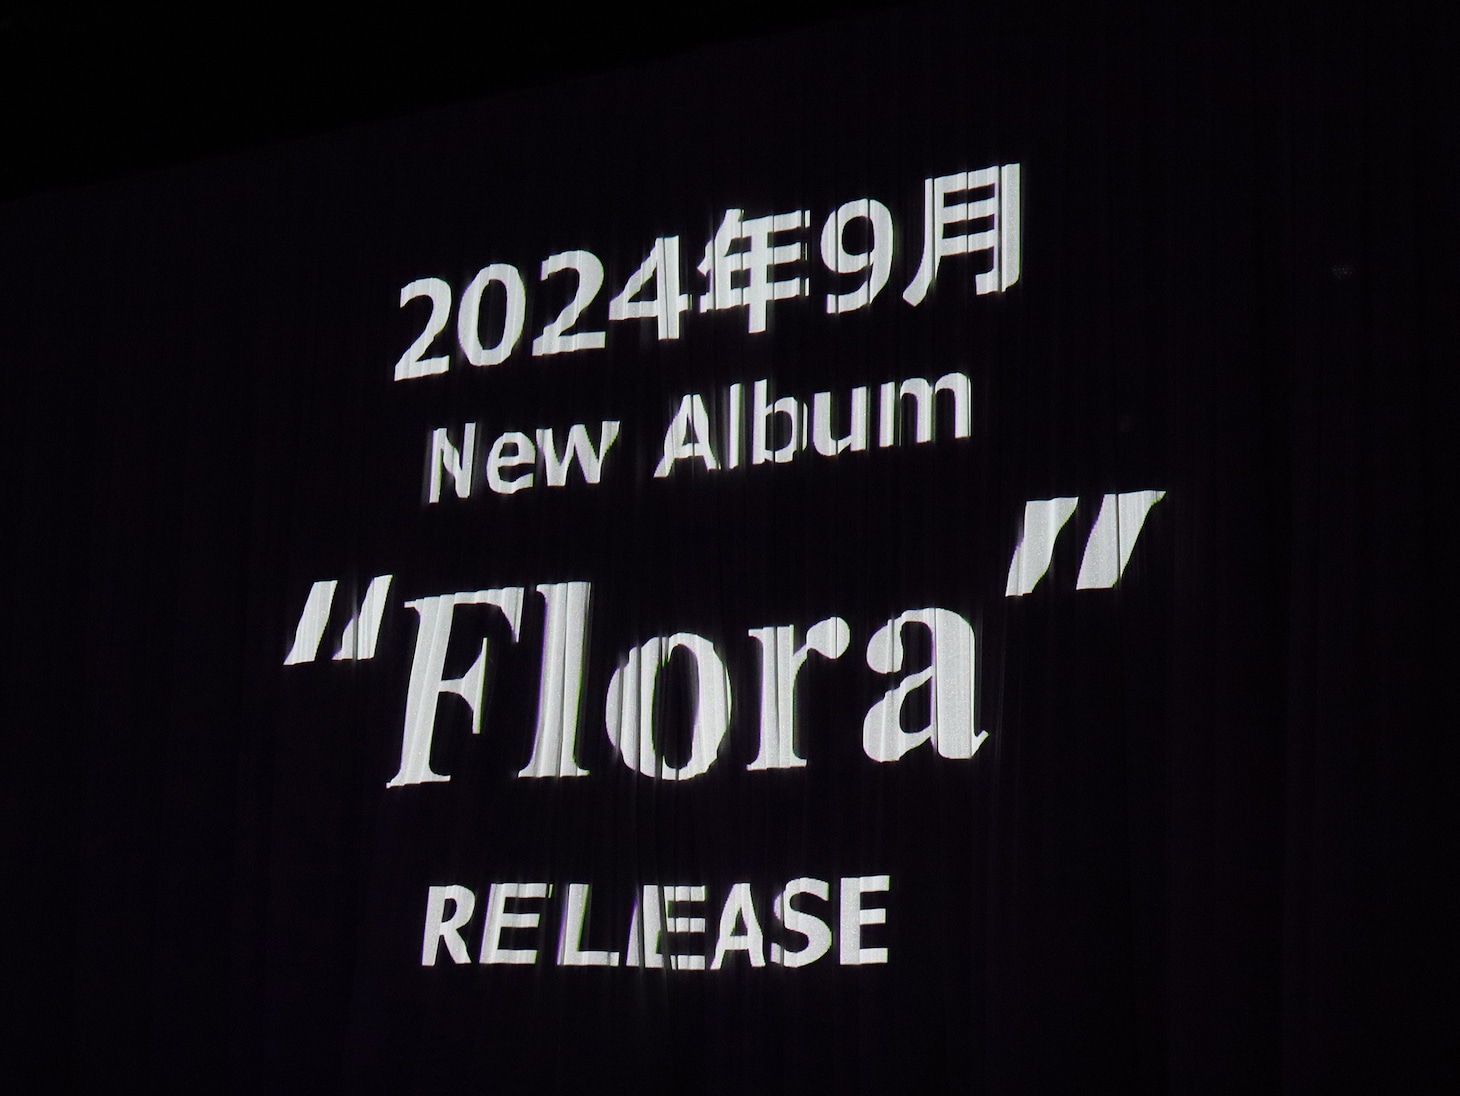 2024年9月
New Album
“Flora”
RELEASE